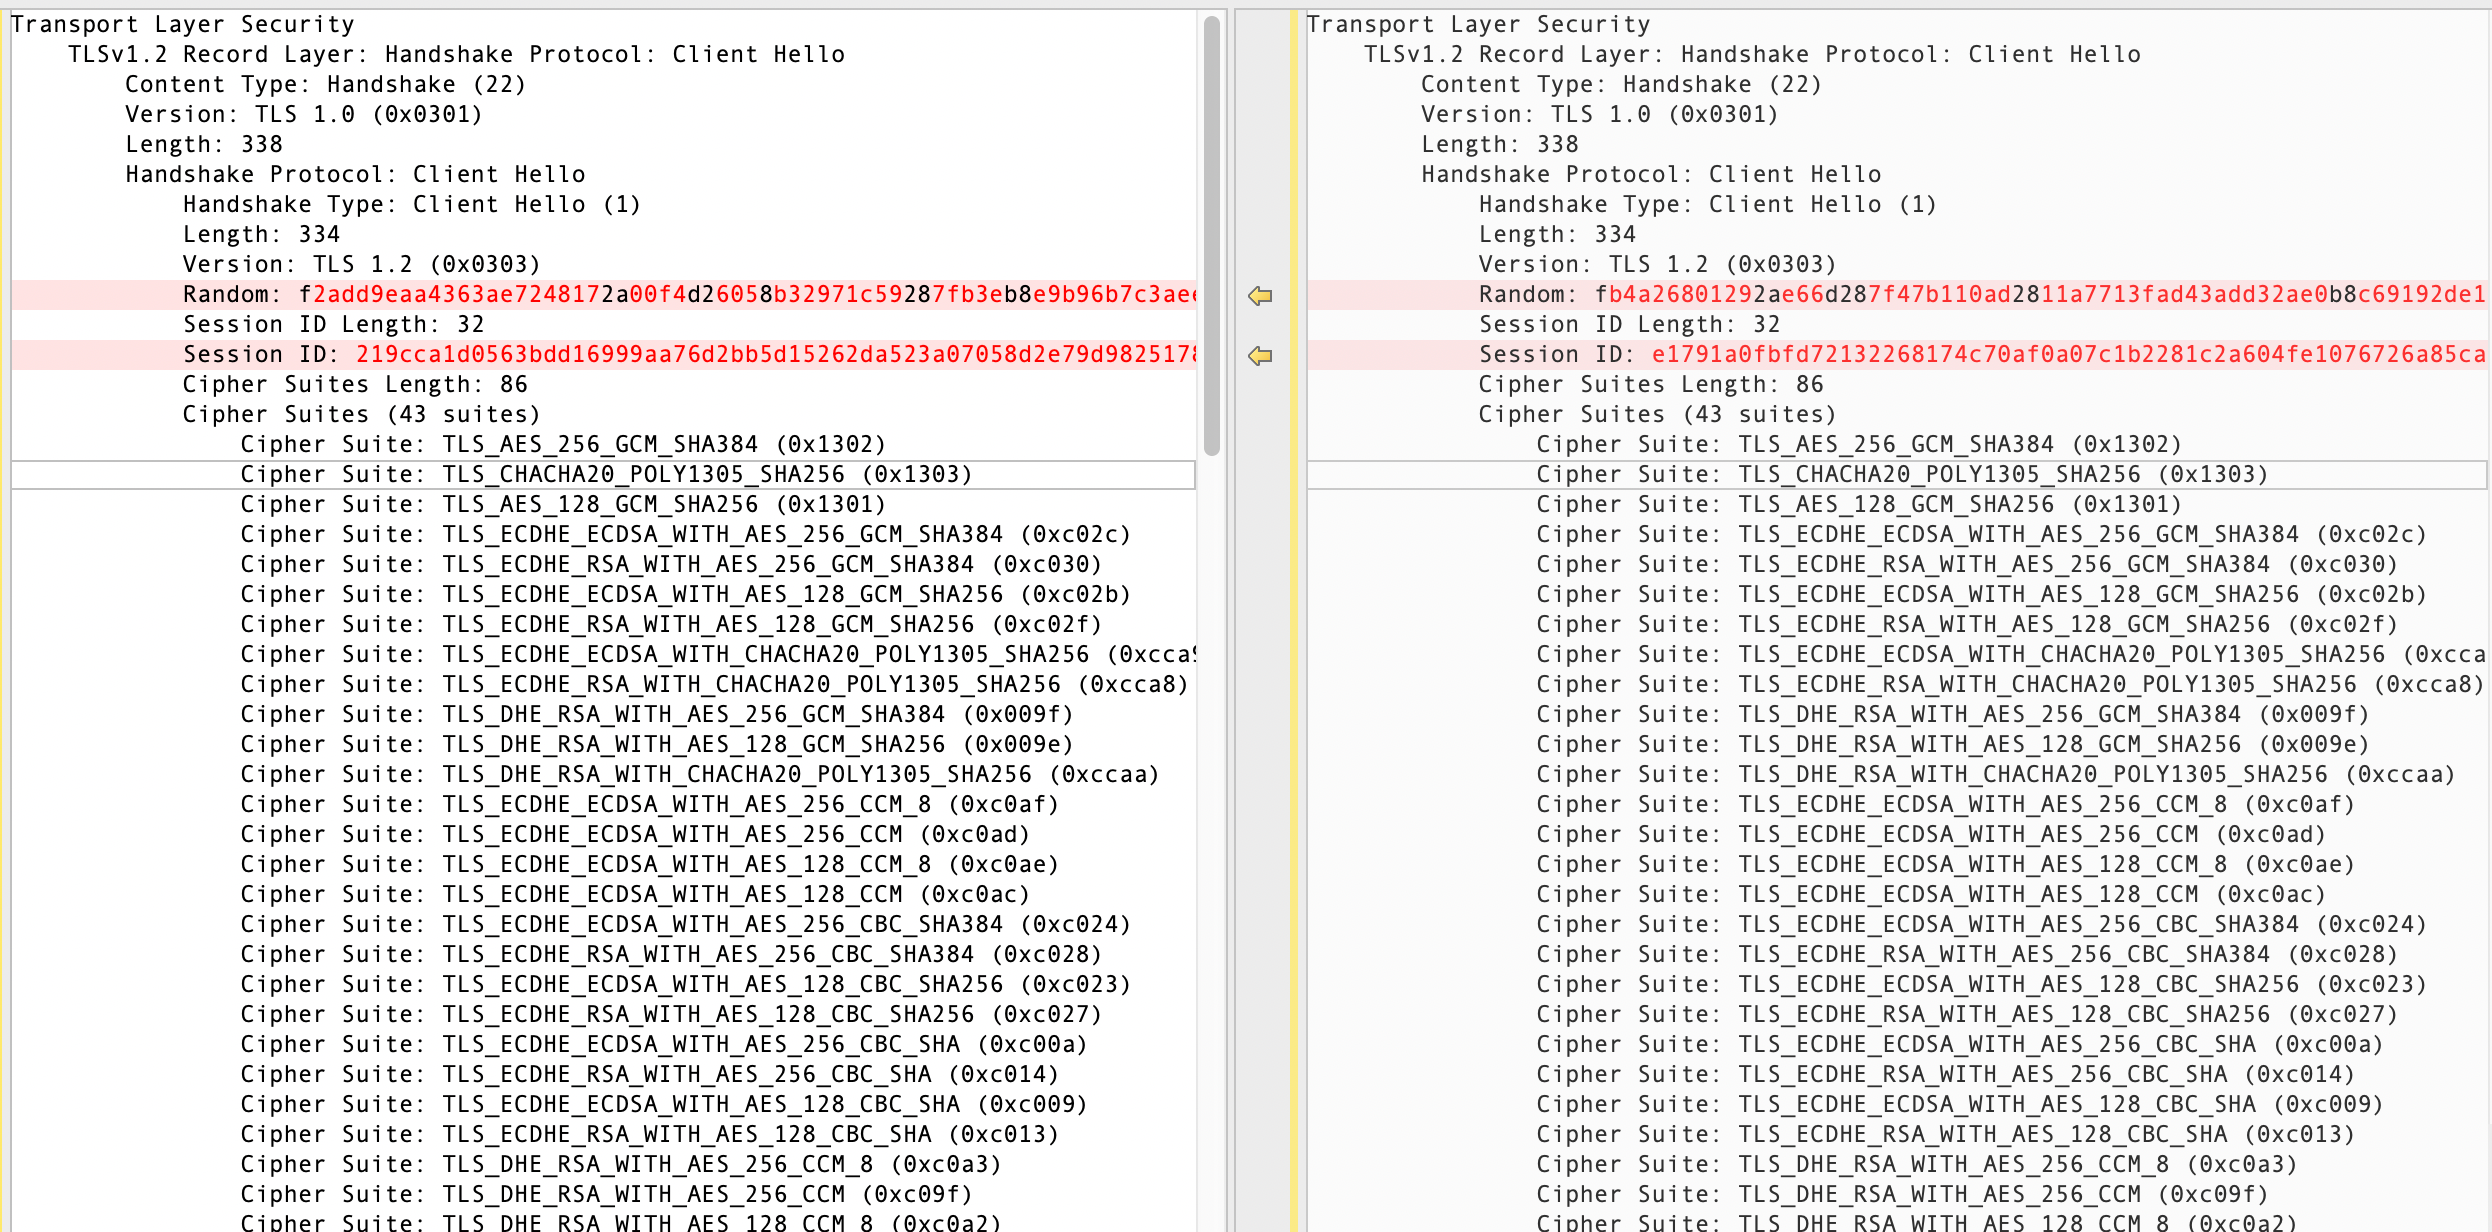 Transport Layer Security
TLSv1.2 Record Layer: Handshake Protocol: Client Hello
Content Type: Handshake (22)
Version: TLS 1.0 (0x0301)
Length: 338
Handshake Protocol: Client Hello
Handshake Type: Client Hello (1)
Length: 334
Version: TLS 1.2 (0x0303)
Random: f2add9eaa4363ae7248172a00f4d26058b32971c59287fb3eb8e9b96b7c3ae
Session ID Length: 32
Session ID: 219cca1d0563bdd16999aa76d2bb5d15262da523a07058d2e79d982517
Cipher Suites Length: 86
Cipher Suites (43 suites)
Cipher Suite: TLS_AES_256_GCM_SHA384 (0x1302)
Cipher Suite: TLS_CHACHA20_POLY1305_SHA256 (0x1303)
Cipher Suite: TLS_AES_128_GCM_SHA256 (0x1301)
Cipher Suite: TLS_ECDHE_ECDSA_WITH_AES_256_GCM_SHA384 (0xc02c)
Cipher Suite: TLS_ECDHE_RSA_WITH_AES_256_GCM_SHA384 (0xc030)
Cipher Suite: TLS_ECDHE_ECDSA_WITH_AES_128_GCM_SHA256 (0xc02b)
Cipher Suite: TLS_ECDHE_RSA_WITH_AES_128_GCM_SHA256 (0xc02f)
Cipher Suite: TLS_ECDHE_ECDSA_WITH_CHACHA20_POLY1305_SHA256 (0xcca9
Cipher Suite: TLS_ECDHE_RSA_WITH_CHACHA20_POLY1305_SHA256 (0xcca8)
Cipher Suite: TLS_DHE_RSA_WITH_AES_256_GCM_SHA384 (0x009f)
Cipher Suite: TLS_DHE_RSA_WITH_AES_128_GCM_SHA256 (0x009e)
Cipher Suite: TLS_DHE_RSA_WITH_CHACHA20_POLY1305_SHA256 (0xccaa)
Cipher Suite: TLS_ECDHE_ECDSA_WITH_AES_256_CCM_8 (0xc0af)
Cipher Suite: TLS_ECDHE_ECDSA_WITH_AES_256_CCM (0xc0ad)
Cipher Suite: TLS_ECDHE_ECDSA_WITH_AES_128_CCM_8 (0xc0ae)
Cipher Suite: TLS_ECDHE_ECDSA_WITH_AES_128_CCM (0xc0ac)
Cipher Suite: TLS_ECDHE_ECDSA_WITH_AES_256_CBC_SHA384 (0xc024)
Cipher Suite: TLS_ECDHE_RSA_WITH_AES_256_CBC_SHA384 (0xc028)
Cipher Suite: TLS_ECDHE_ECDSA_WITH_AES_128_CBC_SHA256 (0xc023)
Cipher Suite: TLS_ECDHE_RSA_WITH_AES_128_CBC_SHA256 (0xc027)
Cipher Suite: TLS_ECDHE_ECDSA_WITH_AES_256_CBC_SHA (0xc00a)
Cipher Suite: TLS_ECDHE_RSA_WITH_AES_256_CBC_SHA (0xc014)
Cipher Suite: TLS_ECDHE_ECDSA_WITH_AES_128_CBC_SHA (0xc009)
Cipher Suite: TLS_ECDHE_RSA_WITH_AES_128_CBC_SHA (0xc013)
Cipher Suite: TLS_DHE_RSA_WITH_AES_256_CCM_8 (0xc0a3)
Cipher Suite: TLS_DHE_RSA_WITH_AES_256_CCM (0xc09f)
Cipher Suite: TLS_DHE_RSA_WITH_AES_128_CCM_8 (0xc0a2)
Transport Layer Security
TLSv1.2 Record Layer: Handshake Protocol: Client Hello
Content Type: Handshake (22)
Version: TLS 1.0 (0x0301)
Length: 338
Handshake Protocol: Client Hello
Handshake Type: Client Hello (1)
Length: 334
Version: TLS 1.2 (0x0303)
Random: fb4a26801292ae66d287f47b110ad2811a7713fad43add32ae0b8c69192de1
Session ID Length: 32
Session ID: e1791a0fbfd72132268174c70af0a07c1b2281c2a604fe1076726a85ca
Cipher Suites Length: 86
Cipher Suites (43 suites)
Cipher Suite: TLS_AES_256_GCM_SHA384 (0x1302)
Cipher Suite: TLS_CHACHA20_POLY1305_SHA256 (0x1303)
Cipher Suite: TLS_AES_128_GCM_SHA256 (0x1301)
Cipher Suite: TLS_ECDHE_ECDSA_WITH_AES_256_GCM_SHA384 (0xc02c)
Cipher Suite: TLS_ECDHE_RSA_WITH_AES_256_GCM_SHA384 (0xc030)
Cipher Suite: TLS_ECDHE_ECDSA_WITH_AES_128_GCM_SHA256 (0xc02b)
Cipher Suite: TLS_ECDHE_RSA_WITH_AES_128_GCM_SHA256 (0xc02f)
Cipher Suite: TLS_ECDHE_ECDSA_WITH_CHACHA20_POLY1305_SHA256 (0xcca
Cipher Suite: TLS_ECDHE_RSA_WITH_CHACHA20_POLY1305_SHA256 (0xcca8)
Cipher Suite: TLS_DHE_RSA_WITH_AES_256_GCM_SHA384 (0x009f)
Cipher Suite: TLS_DHE_RSA_WITH_AES_128_GCM_SHA256 (0x009e)
Cipher Suite: TLS_DHE_RSA_WITH_CHACHA20_POLY1305_SHA256 (0xccaa)
Cipher Suite: TLS_ECDHE_ECDSA_WITH_AES_256_CCM_8 (0xc0af)
Cipher Suite: TLS_ECDHE_ECDSA_WITH_AES_256_CCM (0xc0ad)
Cipher Suite: TLS_ECDHE_ECDSA_WITH_AES_128_CCM_8 (0xc0ae)
Cipher Suite: TLS_ECDHE_ECDSA_WITH_AES_128_CCM (0xc0ac)
Cipher Suite: TLS_ECDHE_ECDSA_WITH_AES_256_CBC_SHA384 (0xc024)
Cipher Suite: TLS_ECDHE_RSA_WITH_AES_256_CBC_SHA384 (0xc028)
Cipher Suite: TLS_ECDHE_ECDSA_WITH_AES_128_CBC_SHA256 (0xc023)
Cipher Suite: TLS_ECDHE_RSA_WITH_AES_128_CBC_SHA256 (0xc027)
Cipher Suite: TLS_ECDHE_ECDSA_WITH_AES_256_CBC_SHA (0xc00a)
Cipher Suite: TLS_ECDHE_RSA_WITH_AES_256_CBC_SHA (0xc014)
Cipher Suite: TLS_ECDHE_ECDSA_WITH_AES_128_CBC_SHA (0xc009)
Cipher Suite: TLS_ECDHE_RSA_WITH_AES_128_CBC_SHA (0xc013)
Cipher Suite: TLS_DHE_RSA_WITH_AES_256_CCM_8 (0xc0a3)
Cipher Suite: TLS_DHE_RSA_WITH_AES_256_CCM (0xc09f)
Cipher Suite: TLS_DHE_RSA_WITH_AES_128_CCM_8 (0xc0a2)